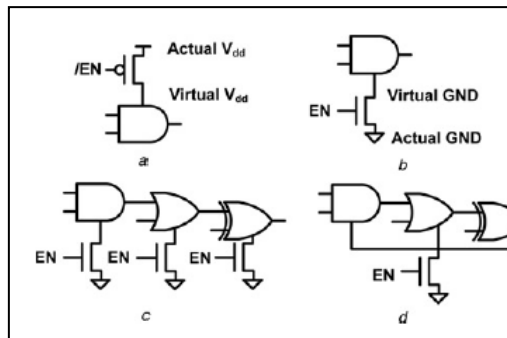 Actual Vdd
/EN
Virtual Vdd
a
EN
Virtual GND
Actual GND
b
EN
EN
EN
c
EN
d